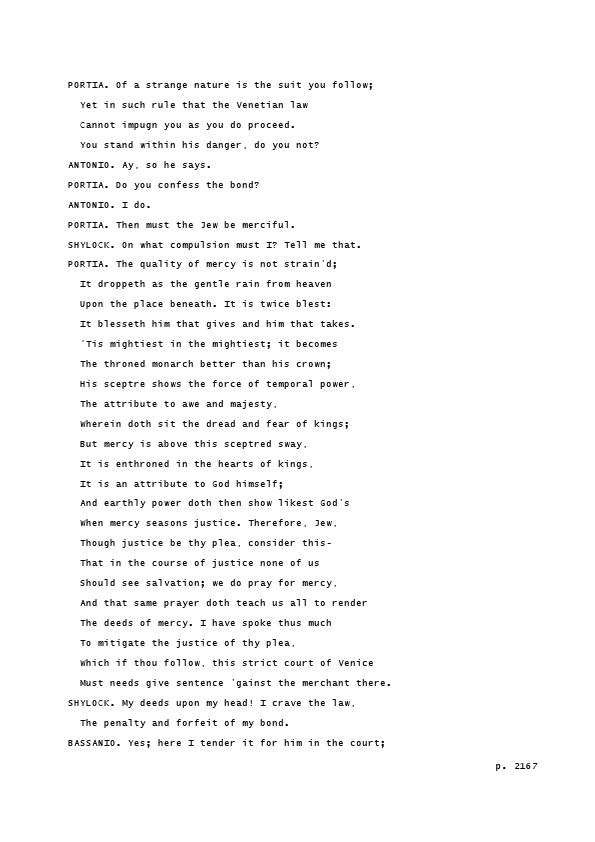 PORTIA. Of a strange nature is the suit you follow;
Yet in such rule that the Venetian law
Cannot impugn you as you do proceed.
You stand within his danger, do you not?
ANTONIO. Ay, so he says.
PORTIA. Do you confess the bond?
ANTONIO. I do.
PORTIA. Then must the Jew be merciful.
SHYLOCK. On what compulsion must I? Tell me that.
PORTIA. The quality of mercy is not strain'd;
It droppeth as the gentle rain from heaven
Upon the place beneath. It is twice blest:
It blesseth him that gives and him that takes.
'Tis mightiest in the mightiest; it becomes
The throned monarch better than his crown;
His sceptre shows the force of temporal power,
The attribute to awe and majesty,
Wherein doth sit the dread and fear of kings;
But mercy is above this sceptred sway,
It is enthroned in the hearts of kings,
It is an attribute to God himself;
And earthly power doth then show likest God's
When mercy seasons justice. Therefore, Jew,
Though justice be thy plea, consider this-
That in the course of justice none of us
Should see salvation; we do pray for mercy,
And that same prayer doth teach us all to render
The deeds of mercy. I have spoke thus much
To mitigate the justice of thy plea,
Which if thou follow, this strict court of Venice
Must needs give sentence 'gainst the merchant there.
SHYLOCK. My deeds upon my head! I crave the law,
The penalty and forfeit of my bond.
BASSANIO. Yes; here I tender it for him in the court;
p. 2167